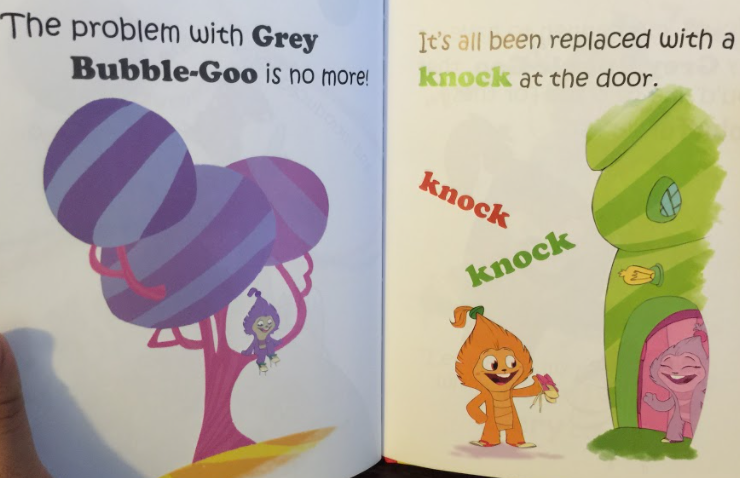 The problem with Grey
Bubble-Goo is no more!
It's all been replaced with a
knock at the door.
knock
knock